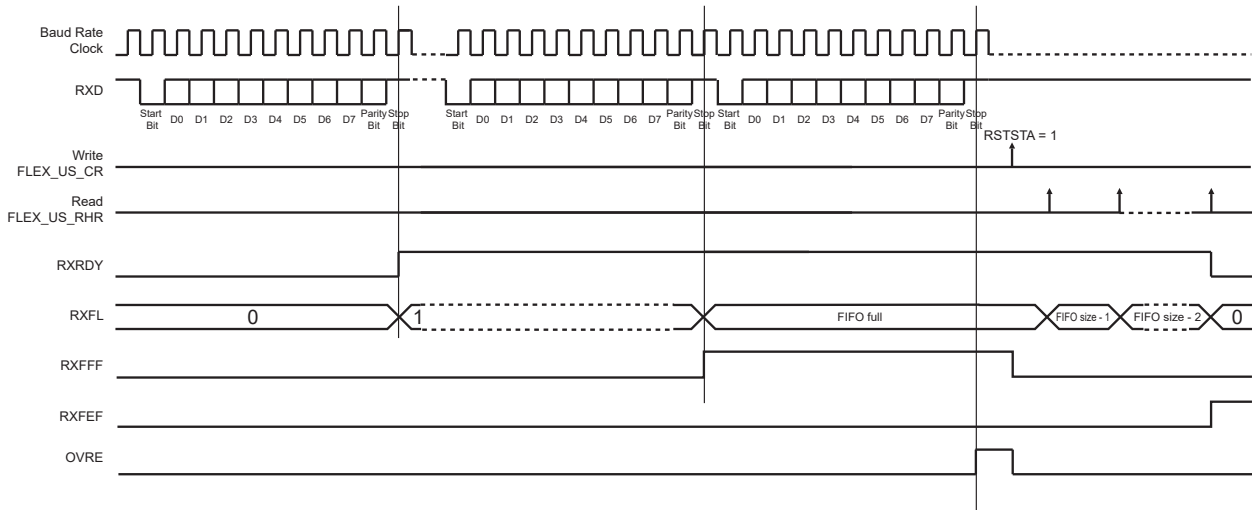 Baud Rate
Clock
RXD
Start
Bit
D0
D1
D2
D3
D4
D5
D6
D7
Parity
Bit
Stop
Bit
Start
Bit
D0
D1
D2
D3
D4
D5
D6
D7
Parity
Bit
Stop
Bit
Start
Bit
D0
D1
D2
D3
D4
D5
D6
D7
Parity
Bit
Stop
Bit
Write
FLEX_US_CR
RSTSTA = 1
Read
FLEX_US_RHR
RXRDY
RXFL
0
1
FIFO full
FIFO size - 1
FIFO size - 2
0
RXFFF
RXFEF
OVRE